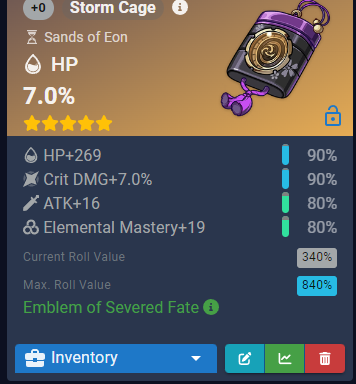 +0 Storm Cage
Sands of Eon
HP
7.0%
HP+269 90%
Crit DMG+7.0% 90%
ATK+16 80%
Elemental Mastery+19 80%
Current Roll Value 340%
Max. Roll Value 840%
Emblem of Severed Fate
Inventory